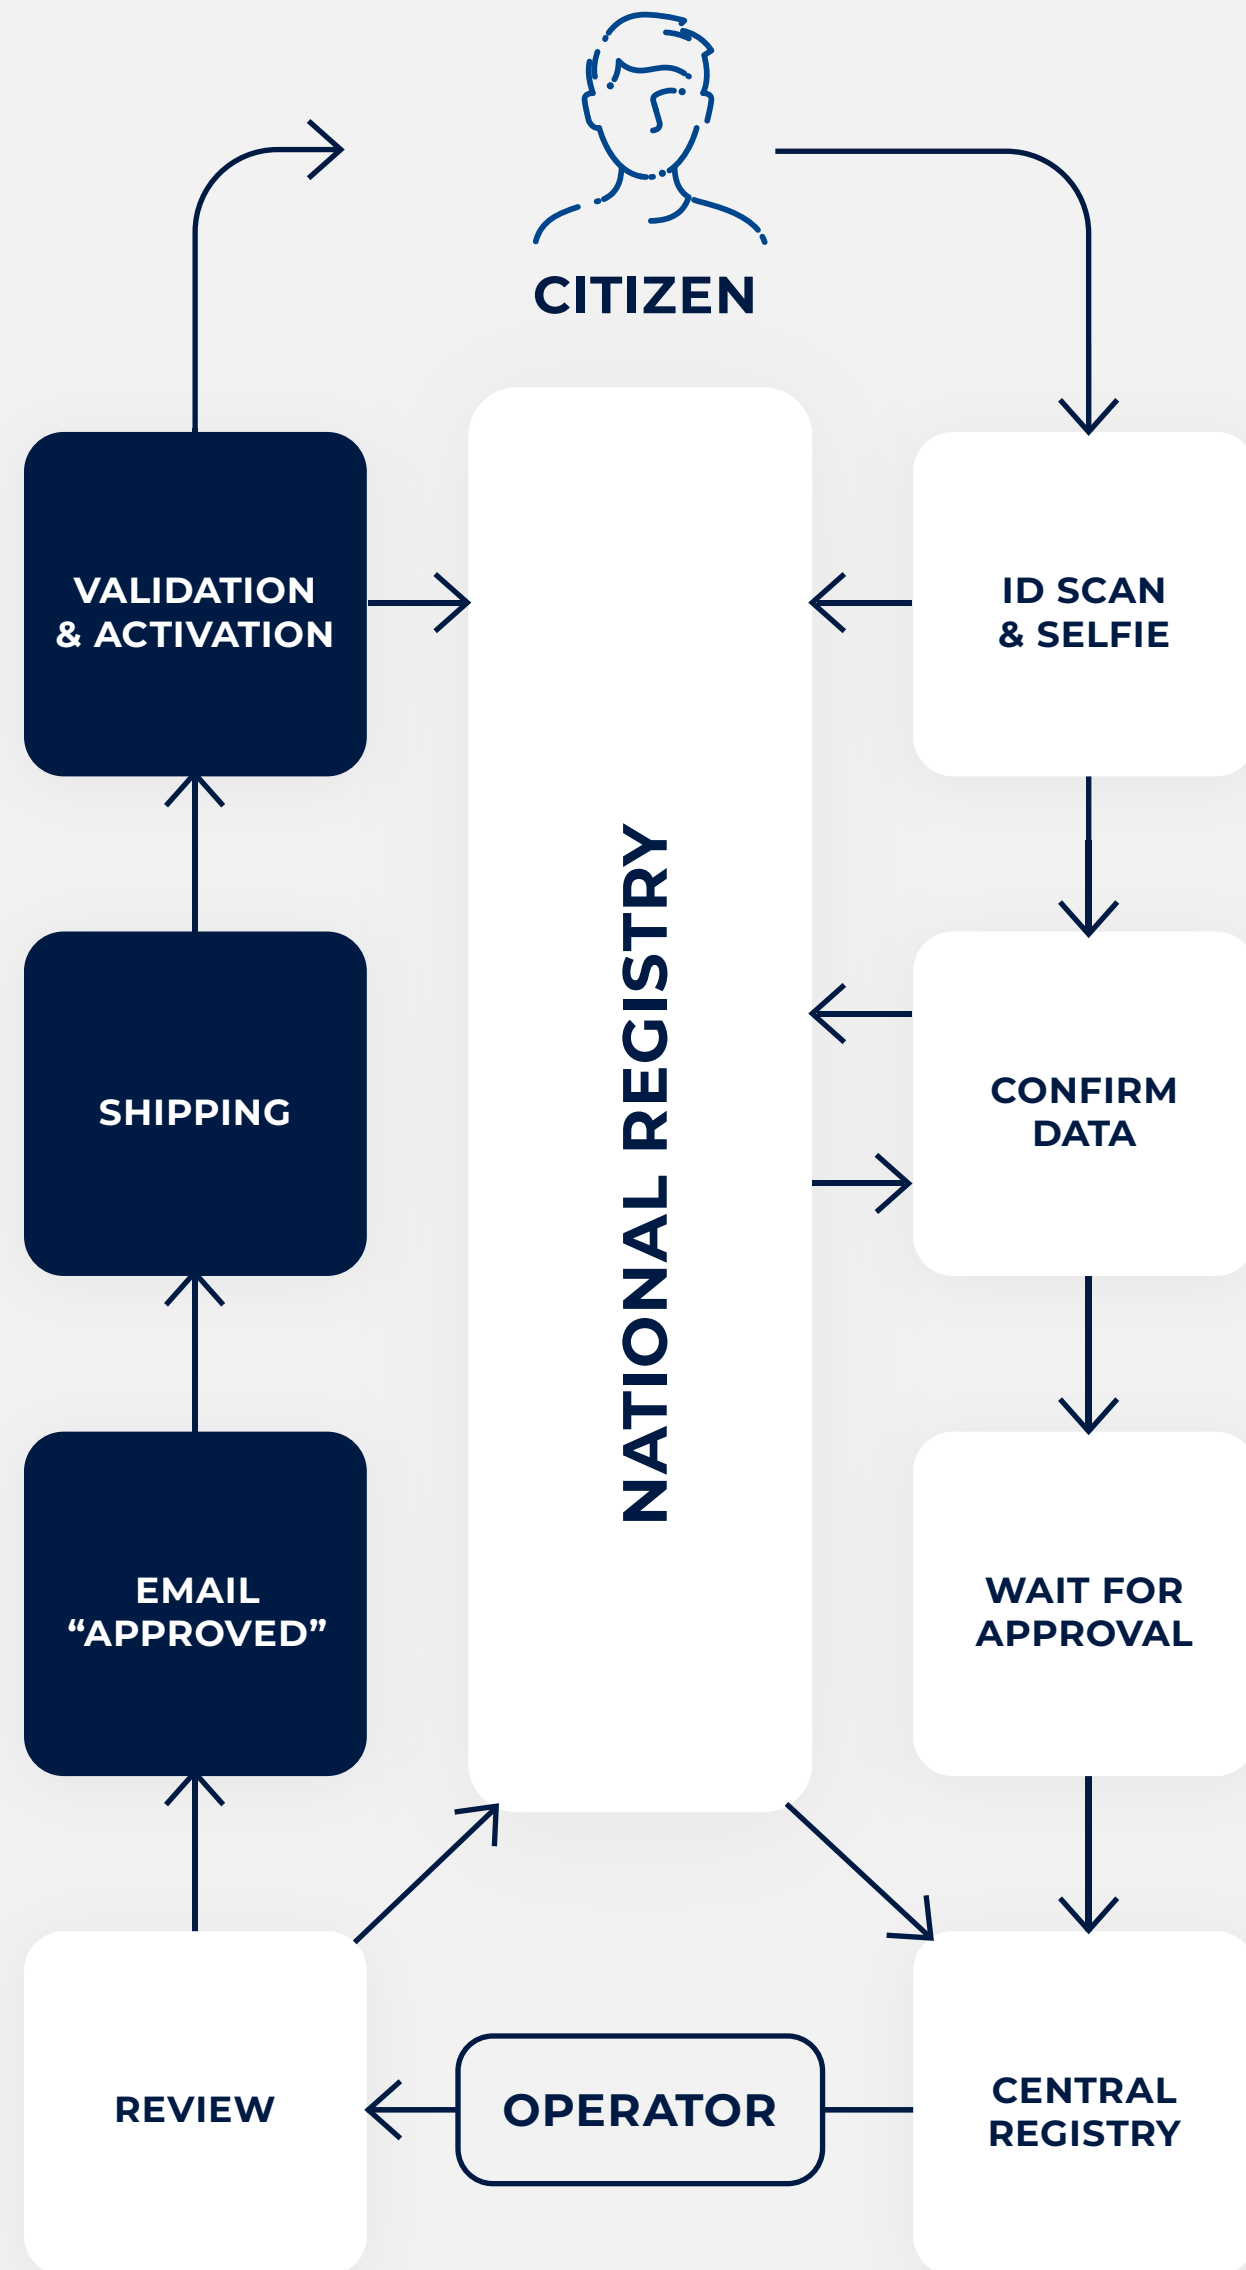 CITIZEN
VALIDATION
& ACTIVATION
ID SCAN
& SELFIE
NATIONAL REGISTRY
SHIPPING
CONFIRM
DATA
EMAIL
“APPROVED”
WAIT FOR
APPROVAL
REVIEW
OPERATOR
CENTRAL
REGISTRY